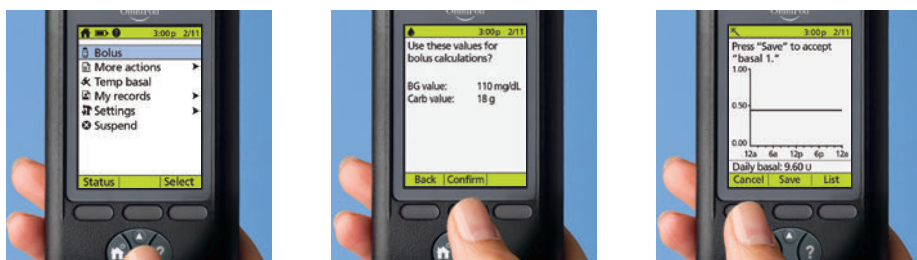 3:00p 2/11
Bolus
More actions
Temp basal
My records
Settings
Suspend
Status Select
?
3:00p 2/11
Use these values for
bolus calculations?
BG value: 110 mg/dL
Carb value: 18 g
Back Confirm
3:00p 2/11
Press "Save" to accept
"basal 1."
1.00
0.50
0.00
12a 6a 12p 6p 12a
Daily basal: 9.60 U
Cancel Save List
?